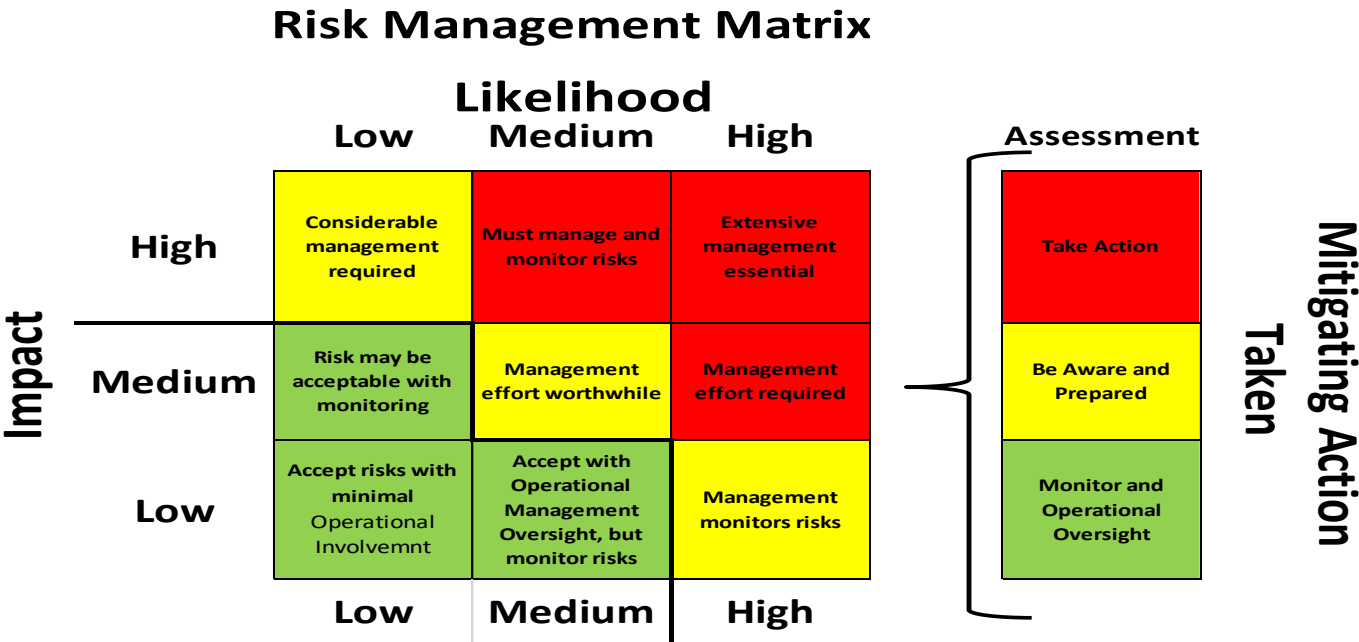 Risk Management Matrix
Likelihood
Low Medium High
Assessment
Impact
High
Considerable
management
required
Must manage and
monitor risks
Extensive
management
essential
Take Action
Medium
Risk may be
acceptable with
monitoring
Management
effort worthwhile
Management
effort required
Be Aware and
Prepared
Low
Accept risks with
minimal
Operational
Involvemnt
Accept with
Operational
Management
Oversight, but
monitor risks
Management
monitors risks
Monitor and
Operational
Oversight
Low Medium High
Mitigating Action
Taken